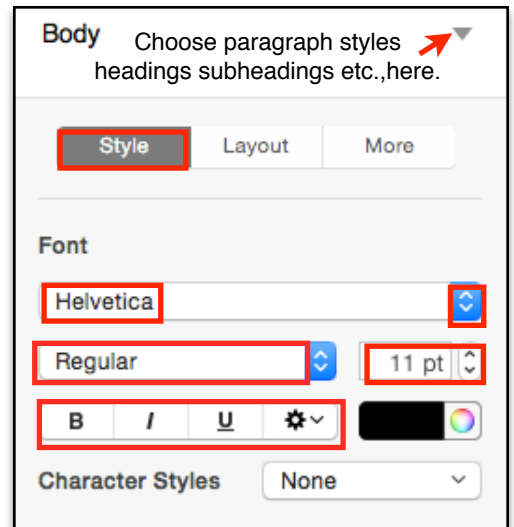 Body
Choose paragraph styles
headings subheadings etc.,here.
Style Layout More
Font
Helvetica
Regular 11 pt
B I U
Character Styles None